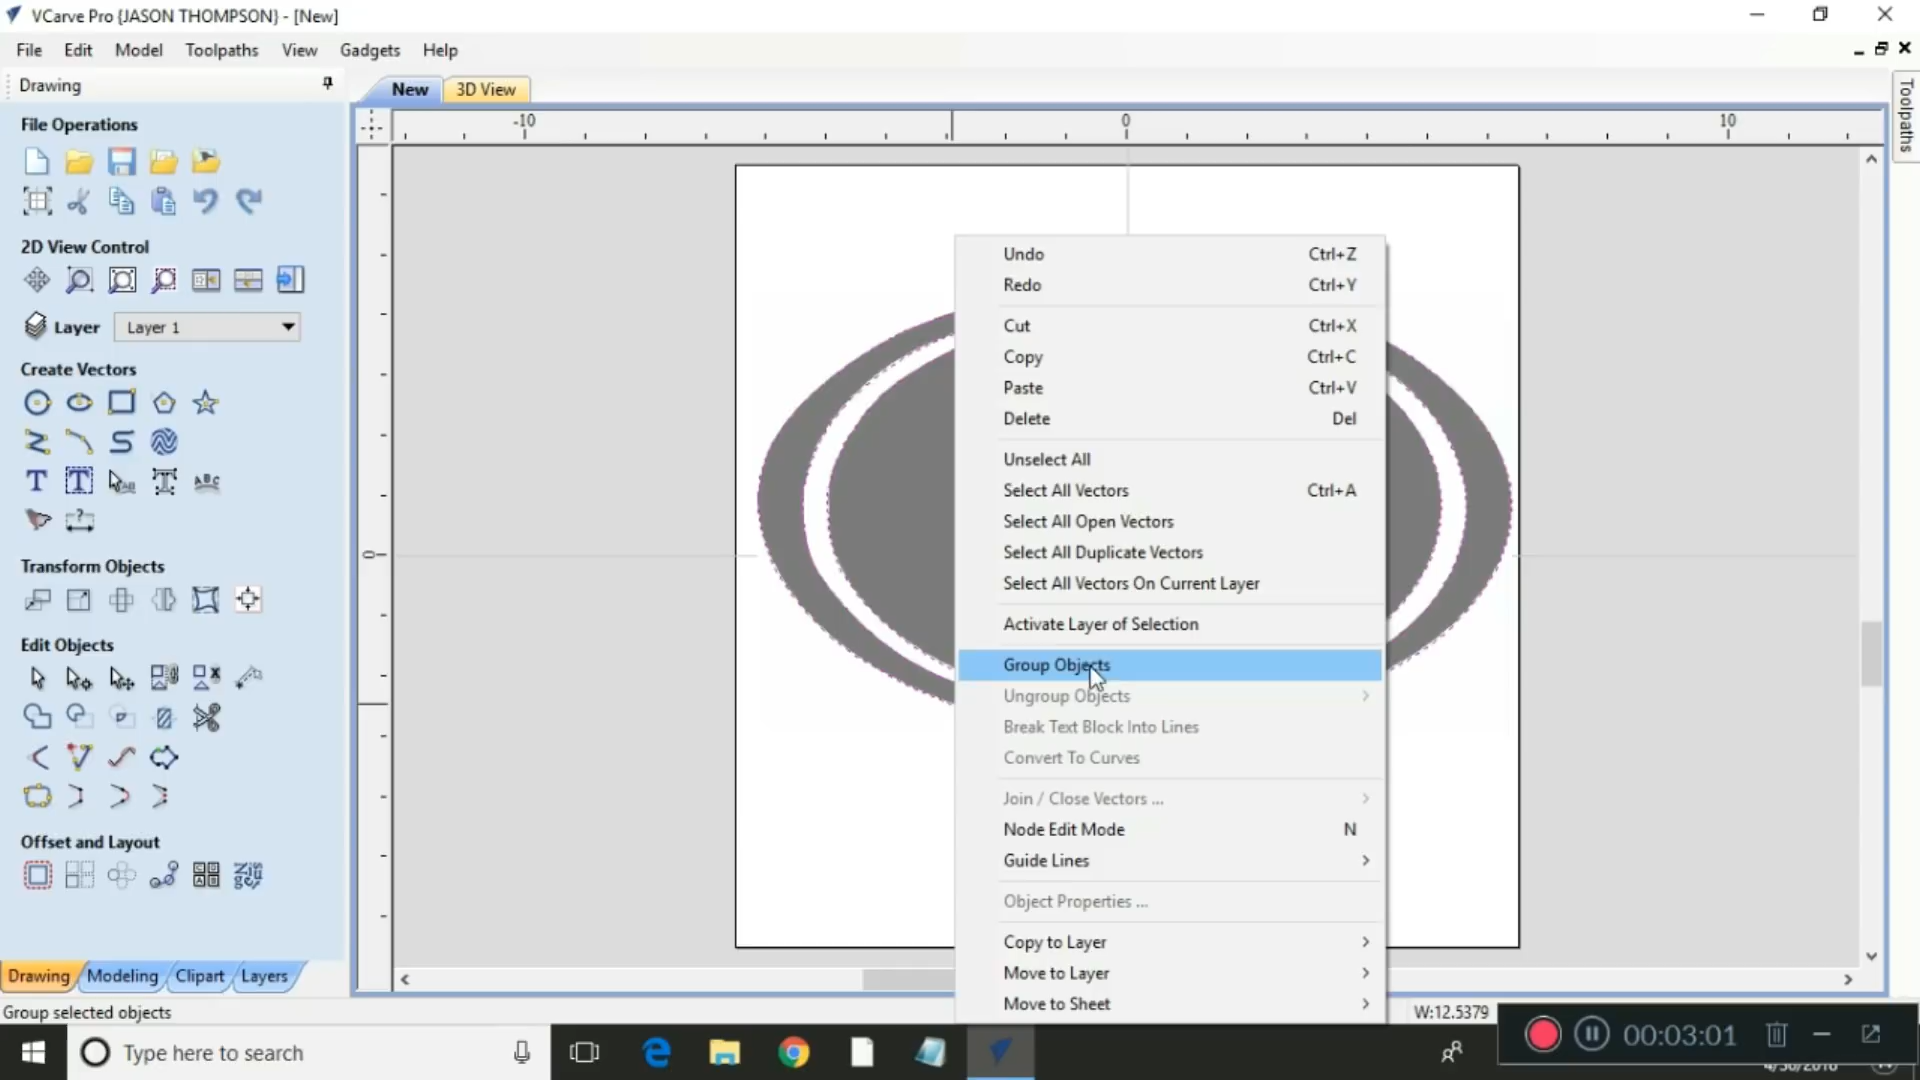 VCarve Pro {JASON THOMPSON} - [New]
File Edit Model Toolpaths View Gadgets Help
Drawing
New 3D View
Toolpaths
File Operations
-10 0 10
2D View Control
Layer Layer 1
Create Vectors
Transform Objects
Edit Objects
Offset and Layout
0
Undo Ctrl+Z
Redo Ctrl+Y
Cut Ctrl+X
Copy Ctrl+C
Paste Ctrl+V
Delete Del
Unselect All
Select All Vectors Ctrl+A
Select All Open Vectors
Select All Duplicate Vectors
Select All Vectors On Current Layer
Activate Layer of Selection
Group Objects
Ungroup Objects
Break Text Block Into Lines
Convert To Curves
Join / Close Vectors ...
Node Edit Mode N
Guide Lines
Object Properties ...
Copy to Layer
Move to Layer
Move to Sheet
Drawing Modeling Clipart Layers
Group selected objects
W:12.5379
Type here to search
00:03:01